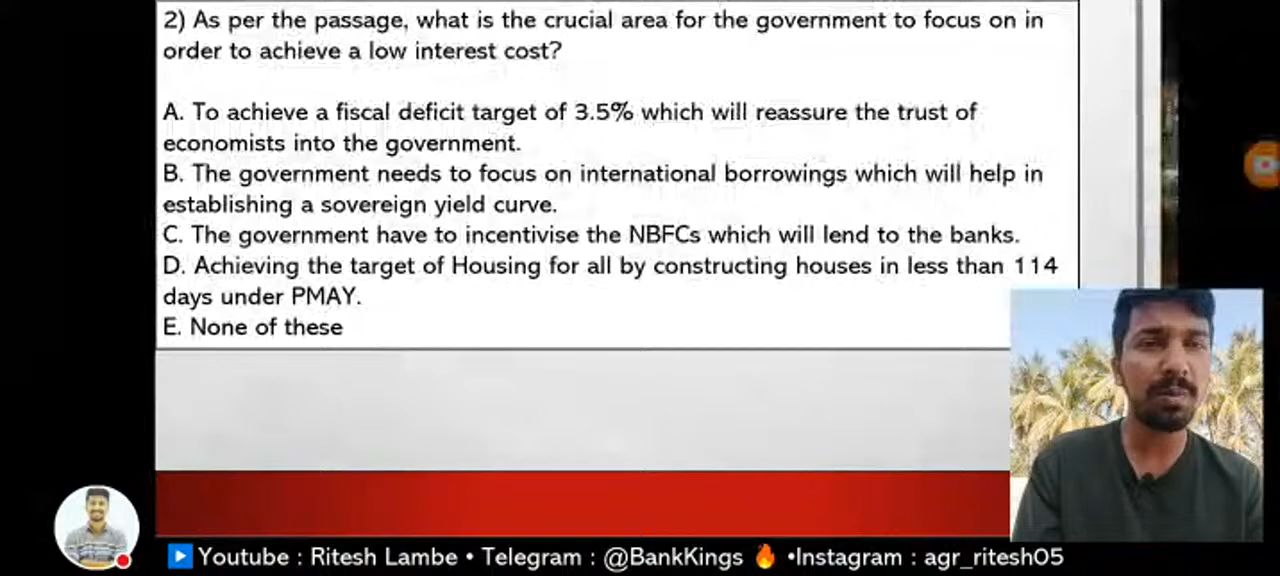 2) As per the passage, what is the crucial area for the government to focus on in
order to achieve a low interest cost?
A. To achieve a fiscal deficit target of 3.5% which will reassure the trust of
economists into the government.
B. The government needs to focus on international borrowings which will help in
establishing a sovereign yield curve.
C. The government have to incentivise the NBFCs which will lend to the banks.
D. Achieving the target of Housing for all by constructing houses in less than 114
days under PMAY.
E. None of these
Youtube : Ritesh Lambe • Telegram : @BankKings 🔥 •Instagram : agr_ritesh05